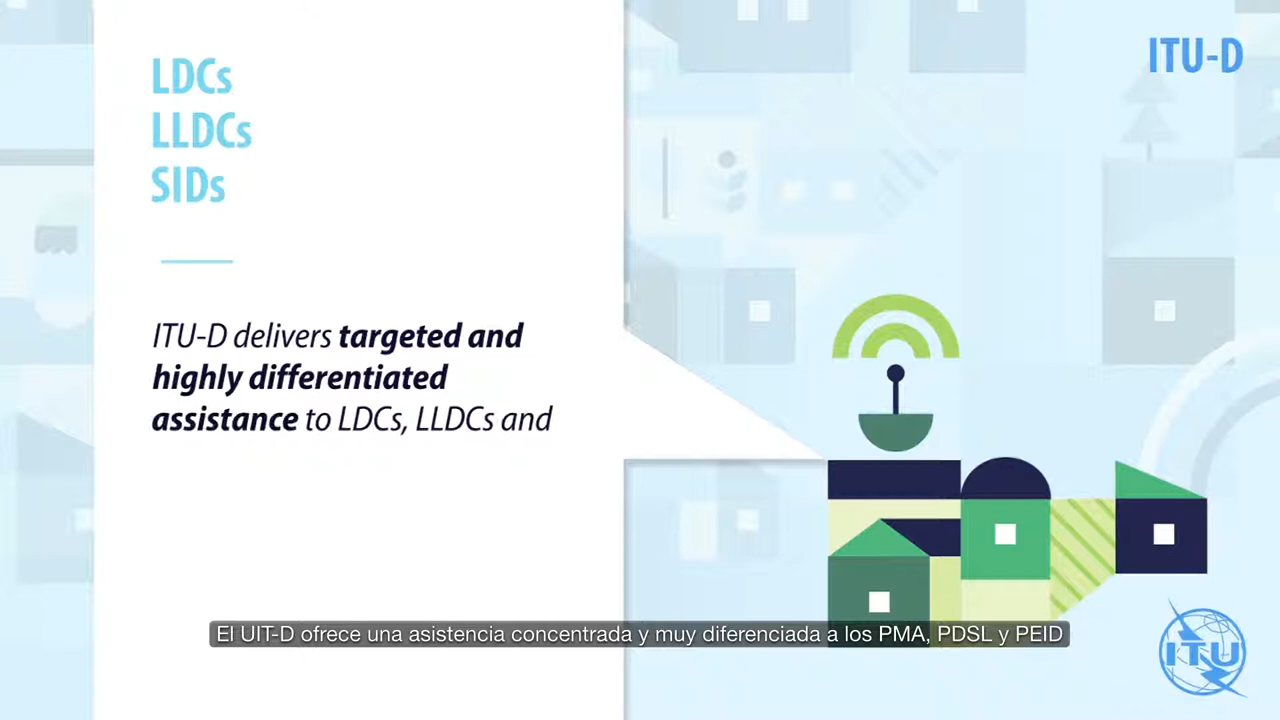 LDCs
LLDCs
SIDs
ITU-D
ITU-D delivers targeted and
highly differentiated
assistance to LDCs, LLDCs and
El UIT-D ofrece una asistencia concentrada y muy diferenciada a los PMA, PDSL y PEID
ITU